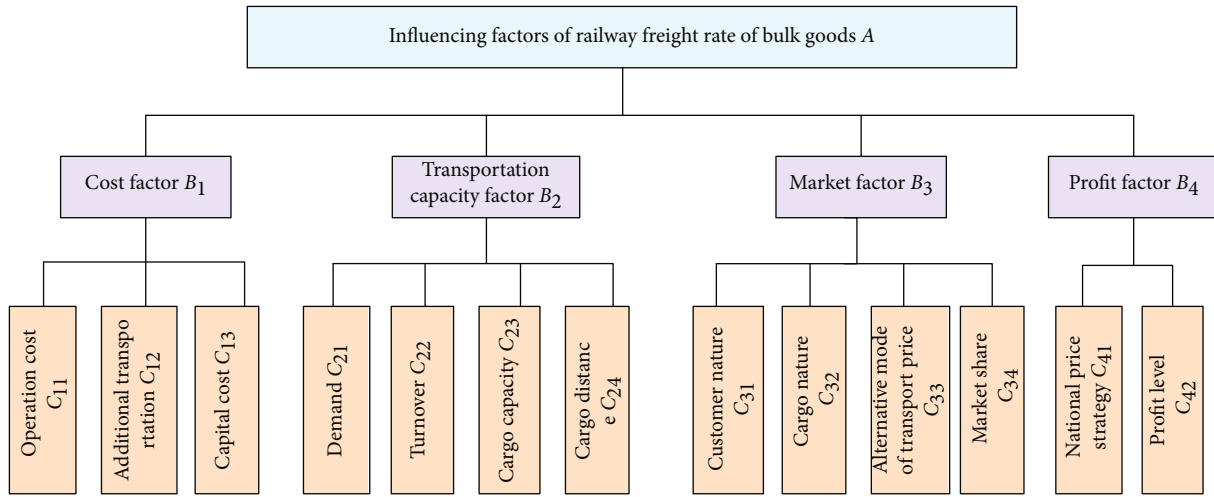 Influencing factors of railway freight rate of bulk goods A
Cost factor B1
Transportation
capacity factor B2
Market factor B3
Profit factor B4
Operation cost
C11
Additional transpo
rtation C12
Capital cost C13
Demand C21
Turnover C22
Cargo capacity C23
Cargo distanc
e C24
Customer nature
C31
Cargo nature
C32
Alternative mode
of transport price
C33
Market share
C34
National price
strategy C41
Profit level
C42